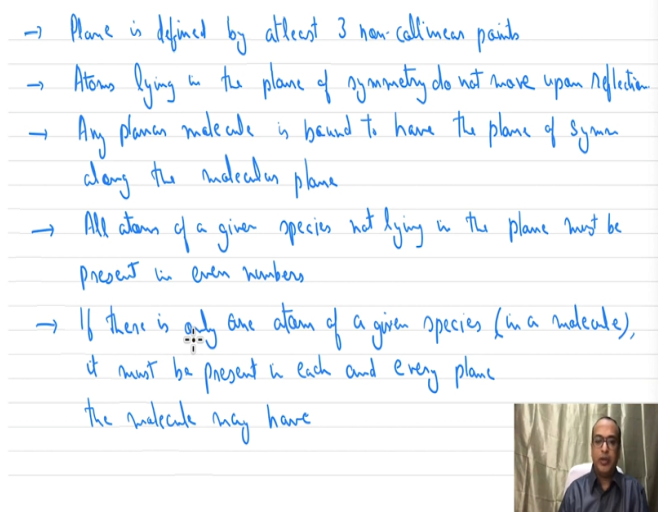 → Plane is defined by atleast 3 non-collinear points
→ Atoms lying in the plane of symmetry do not move upon reflection
→ Any planar molecule is bound to have the plane of symm
along the molecular plane
→ All atoms of a given species not lying in the plane must be
present in even numbers
→ If there is only one atom of a given species (in a molecule),
it must be present in each and every plane
the molecule may have